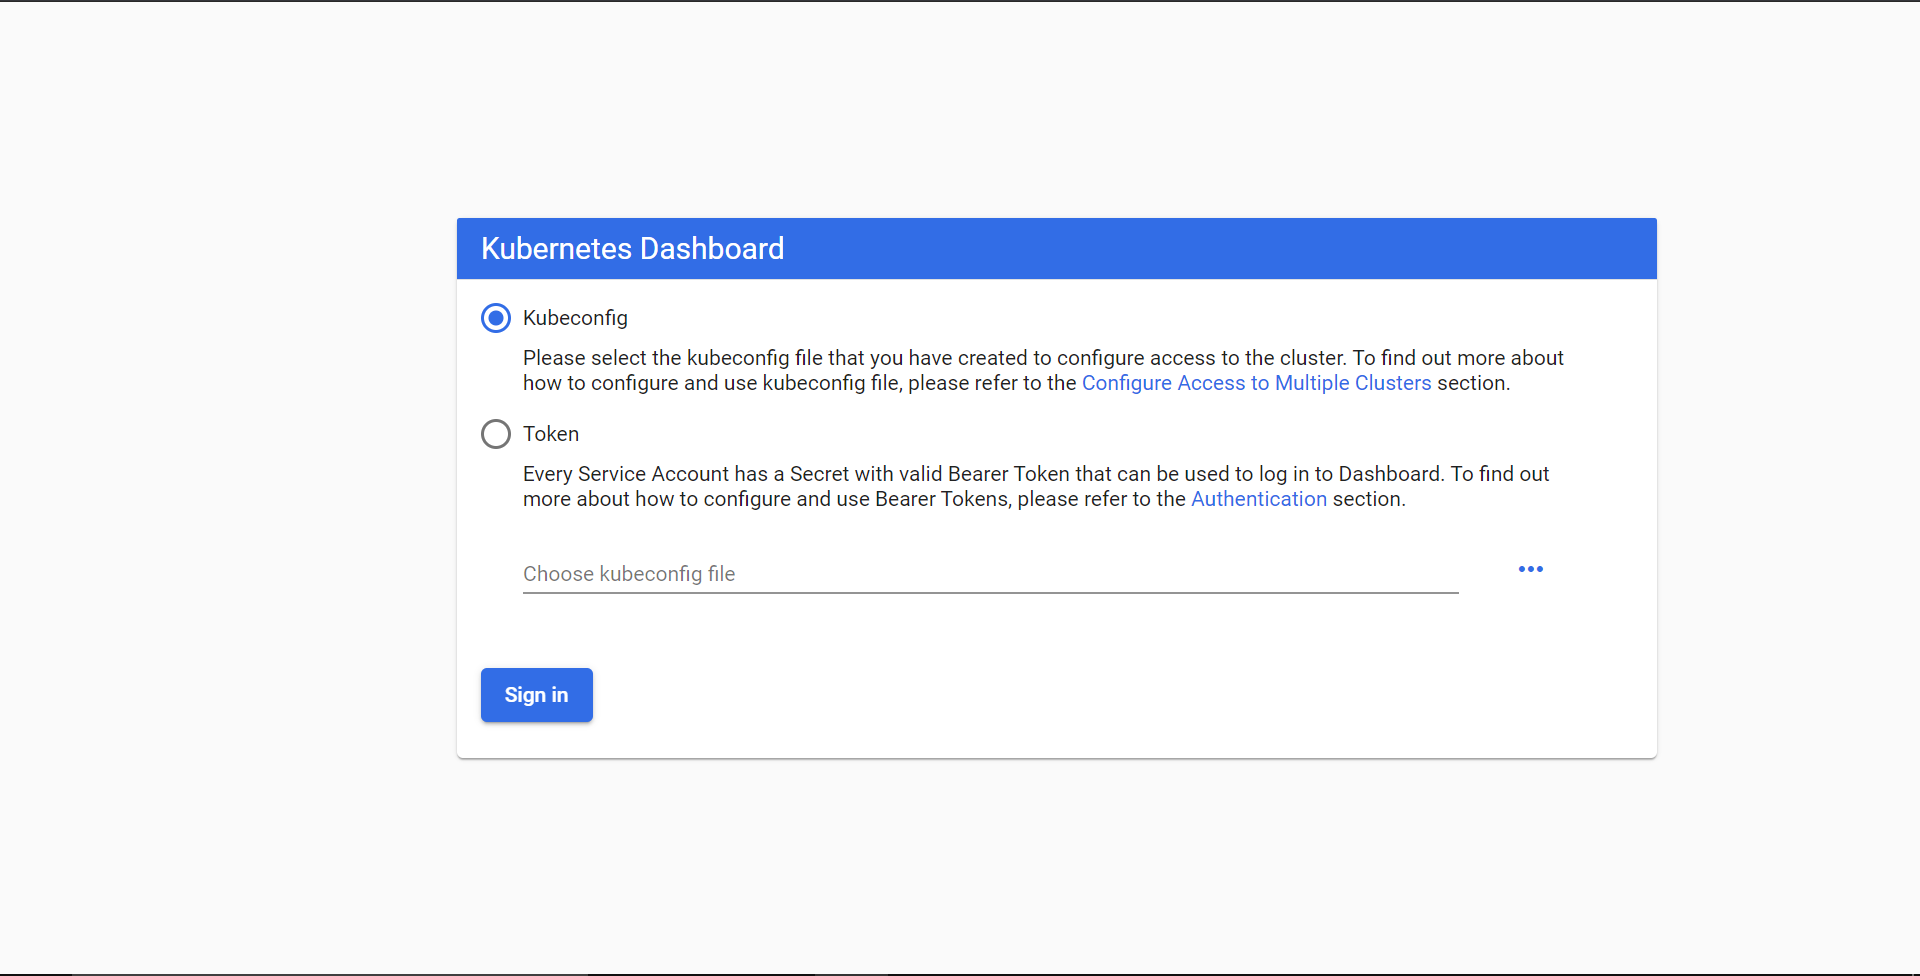 Kubernetes Dashboard
Kubeconfig
Please select the kubeconfig file that you have created to configure access to the cluster. To find out more about
how to configure and use kubeconfig file, please refer to the Configure Access to Multiple Clusters section.
Token
Every Service Account has a Secret with valid Bearer Token that can be used to log in to Dashboard. To find out
more about how to configure and use Bearer Tokens, please refer to the Authentication section.
Choose kubeconfig file
Sign in